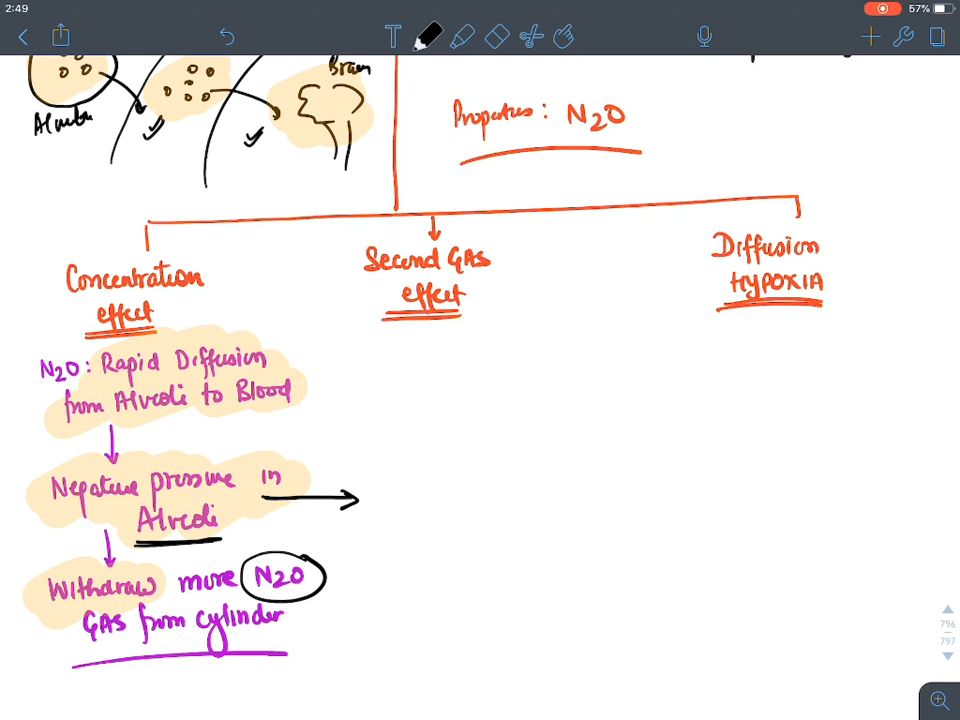 2:49
57%
T
Brain
Alveoli
Properties: N2O
Concentration
effect
Second GAS
effect
Diffusion
HYPOXIA
N2O: Rapid Diffusion
from Alveoli to Blood
Negative pressure in
Alveoli
Withdraw more N2O
GAS from cylinder
796
797